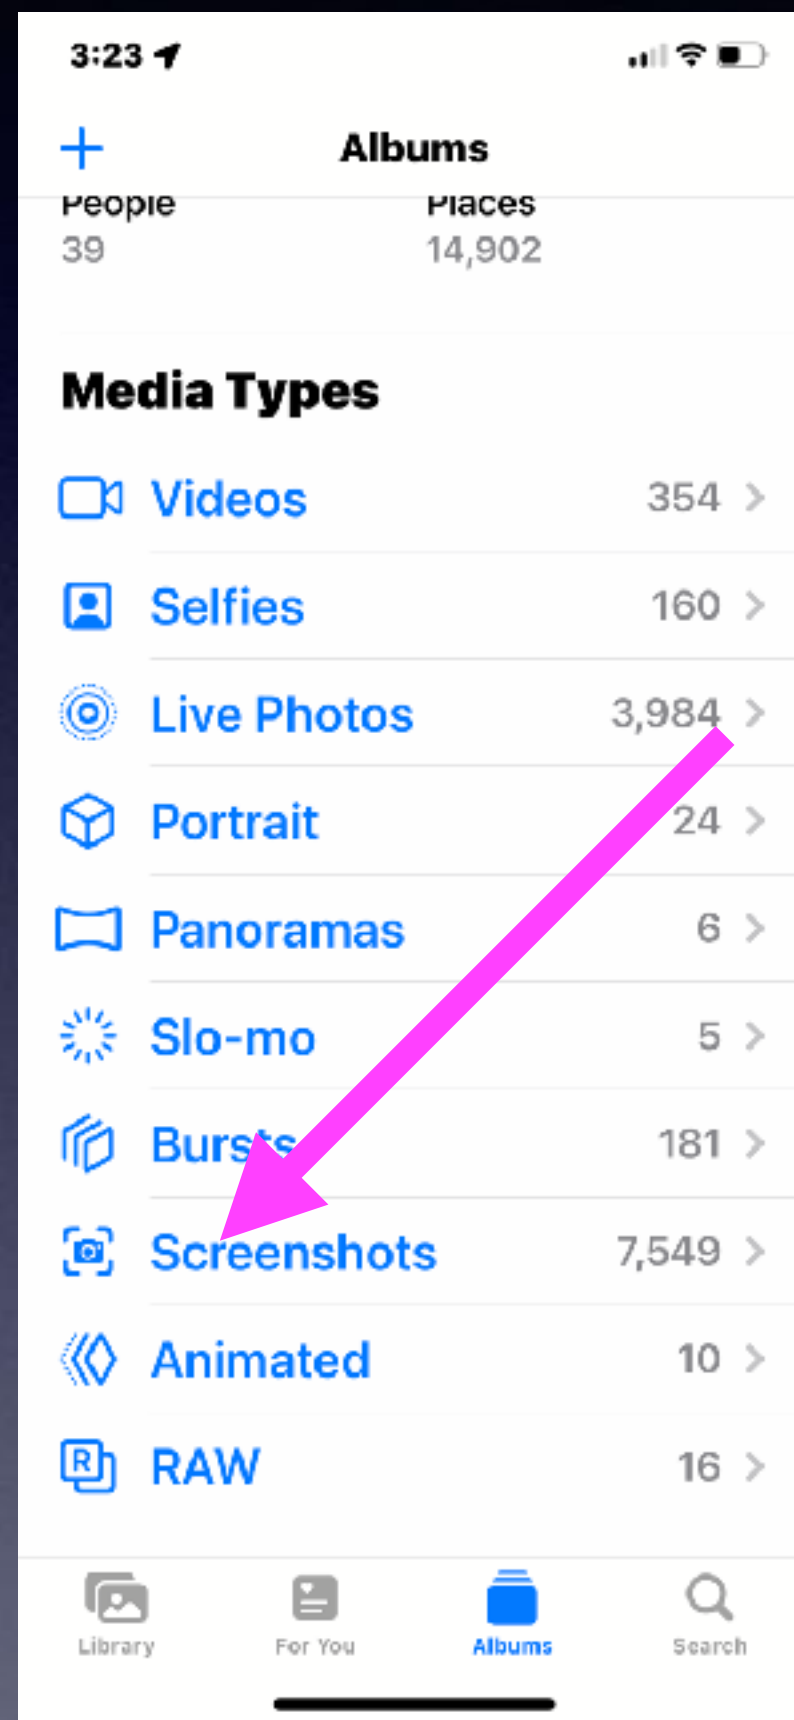 3:23
Albums
People Places
39 14,902
Media Types
Videos 354
Selfies 160
Live Photos 3,984
Portrait 24
Panoramas 6
Slo-mo 5
Bursts 181
Screenshots 7,549
Animated 10
R RAW 16
Library For You Albums Search